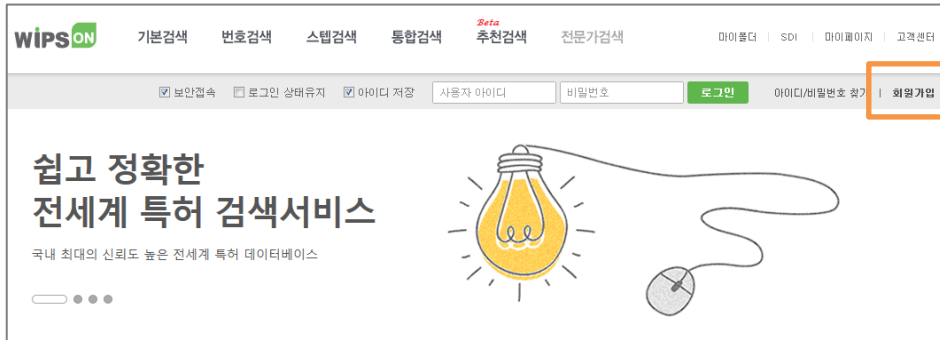 WIPS ON
기본검색 번호검색 스텝검색 통합검색 Beta 추천검색 전문가검색 마이폴더 | SDI | 마이페이지 | 고객센터
보안접속 로그인 상태유지 아이디 저장 사용자 아이디 비밀번호 로그인 아이디/비밀번호 찾기 | 회원가입
쉽고 정확한
전세계 특허 검색서비스
국내 최대의 신뢰도 높은 전세계 특허 데이터베이스